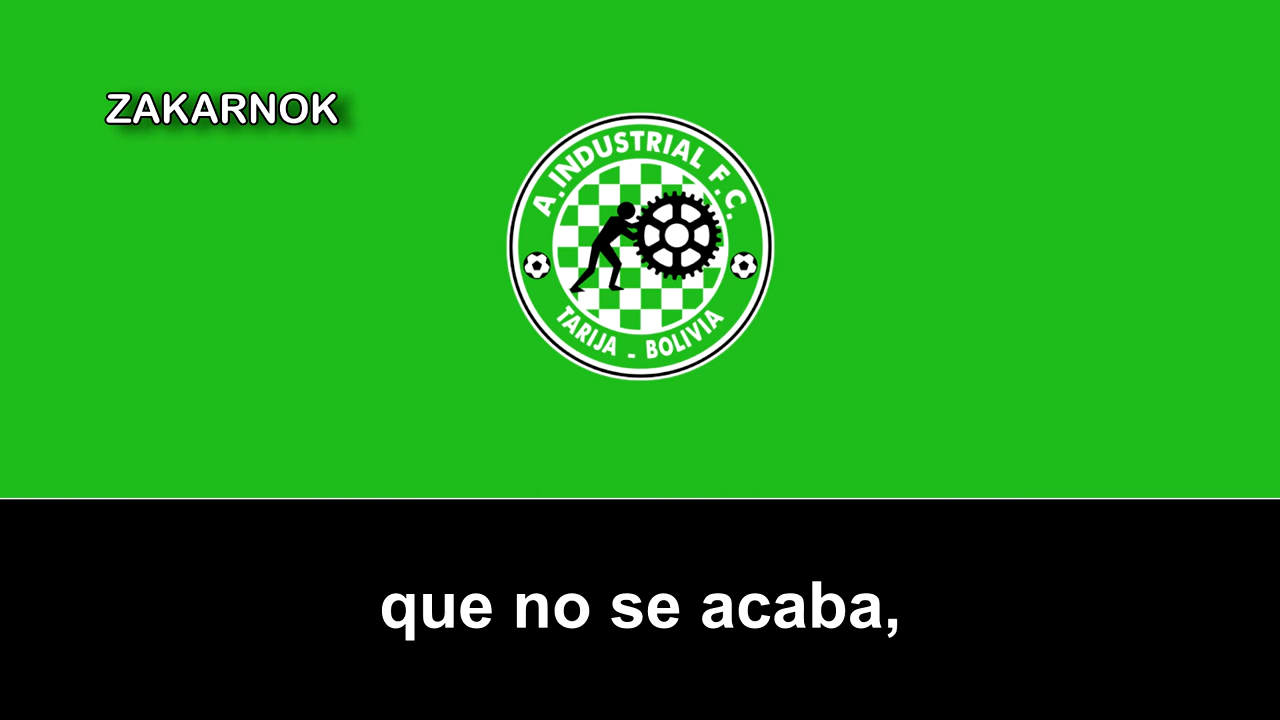 ZAKARNOK
A. INDUSTRIAL F.C.
TARIJA - BOLIVIA
que no se acaba,